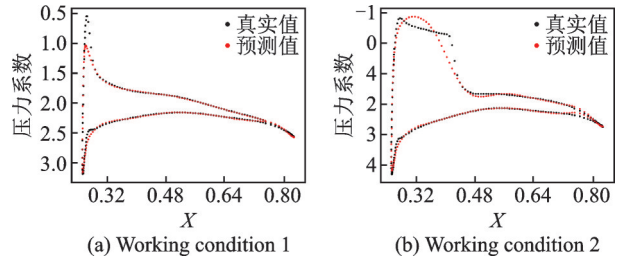 0.5
1.0
1.5
2.0
2.5
3.0
压力系数
真实值
预测值
0.32 0.48 0.64 0.80
X
(a) Working condition 1
−1
0
4
2
3
4
压力系数
真实值
预测值
0.32 0.48 0.64 0.80
X
(b) Working condition 2